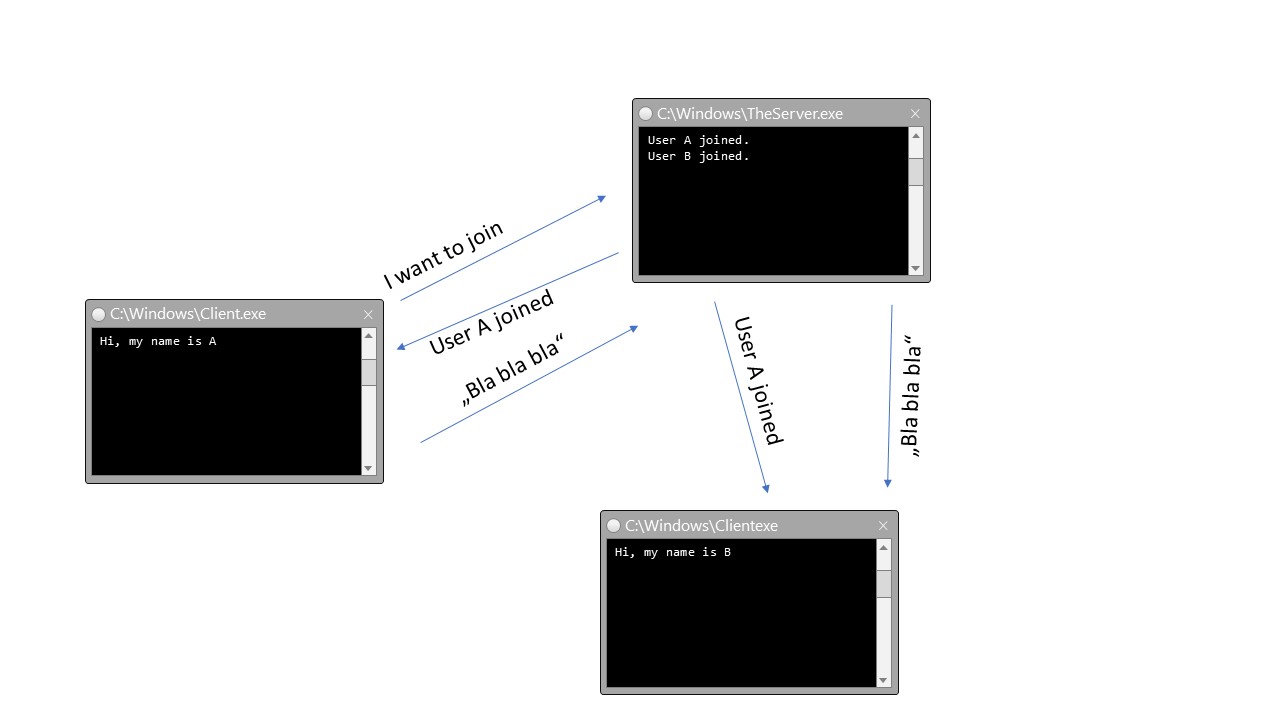 C:\Windows\TheServer.exe
User A joined.
User B joined.
I want to join
User A joined
„Bla bla bla“
C:\Windows\Client.exe
Hi, my name is A
User A joined
„Bla bla bla“
C:\Windows\Clientexe
Hi, my name is B